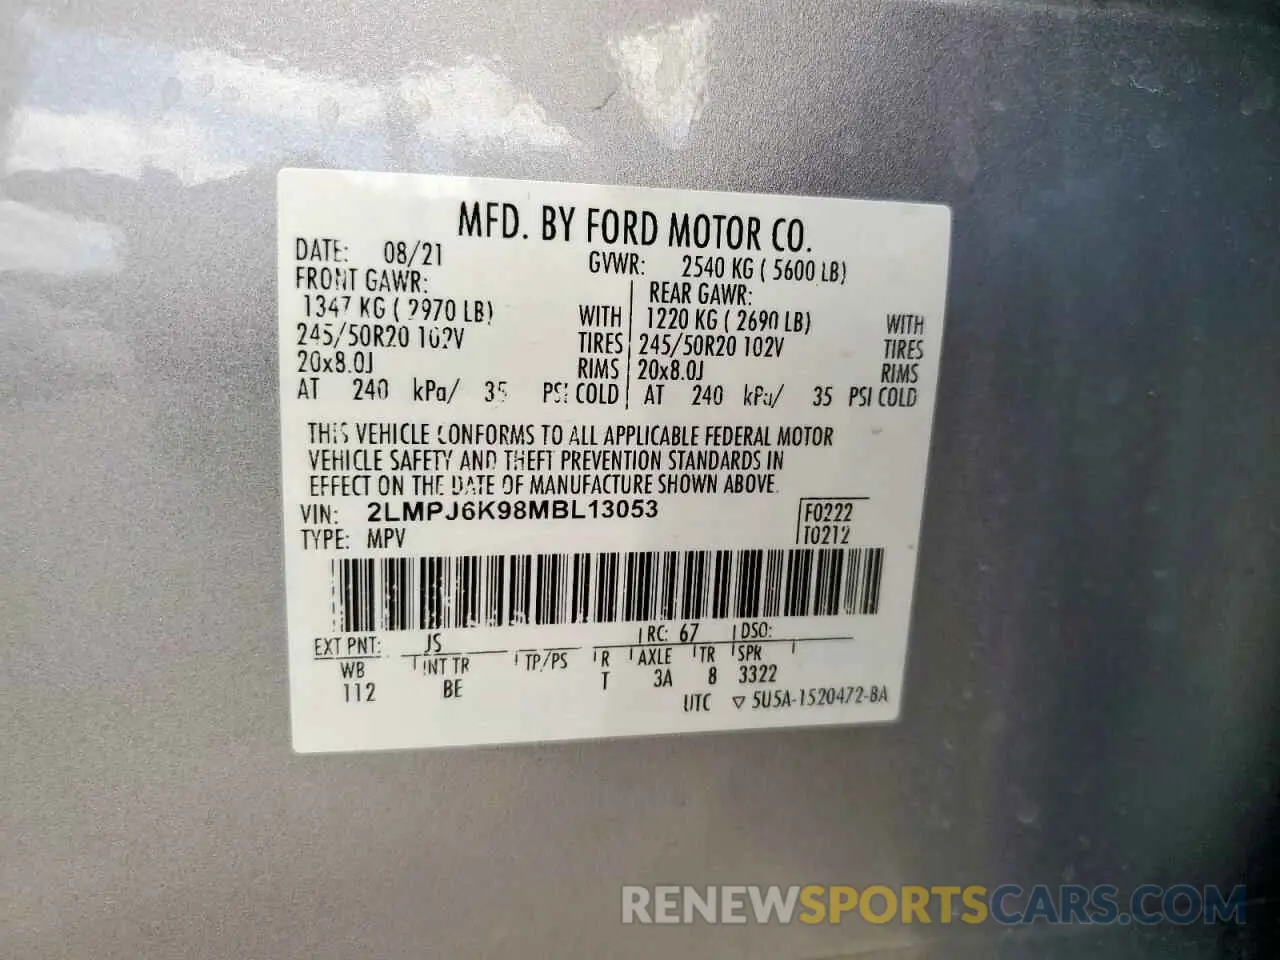 MFD. BY FORD MOTOR CO.
DATE: 08/21 GVWR: 2540 KG ( 5600 LB)
FRONT GAWR: REAR GAWR:
1347 KG ( 2970 LB) WITH 1220 KG ( 2690 LB) WITH
245/50R20 102V TIRES 245/50R20 102V TIRES
20x8.0J RIMS 20x8.0J RIMS
AT 240 kPa/ 35 PSI COLD AT 240 kPa/ 35 PSI COLD
THIS VEHICLE CONFORMS TO ALL APPLICABLE FEDERAL MOTOR
VEHICLE SAFETY AND THEFT PREVENTION STANDARDS IN
EFFECT ON THE DATE OF MANUFACTURE SHOWN ABOVE.
VIN: 2LMPJ6K98MBL13053 F0222
TYPE: MPV T0212
EXT PNT: JS RC: 67 DSO:
WB INT TR TP/PS R AXLE TR SPR
112 BE T 3A 8 3322
UTC ▽ 5U5A-1520472-BA
RENEWSPORTSCARS.COM